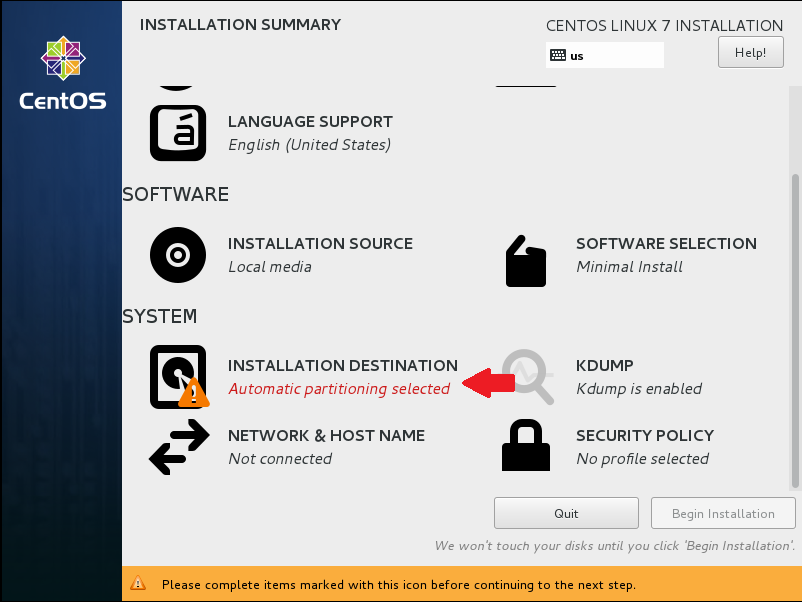 INSTALLATION SUMMARY
CENTOS LINUX 7 INSTALLATION
us
Help!
CentOS
LANGUAGE SUPPORT
English (United States)
SOFTWARE
INSTALLATION SOURCE
Local media
SOFTWARE SELECTION
Minimal Install
SYSTEM
INSTALLATION DESTINATION
Automatic partitioning selected
KDUMP
Kdump is enabled
NETWORK & HOST NAME
Not connected
SECURITY POLICY
No profile selected
Quit
Begin Installation
We won't touch your disks until you click 'Begin Installation'.
Please complete items marked with this icon before continuing to the next step.